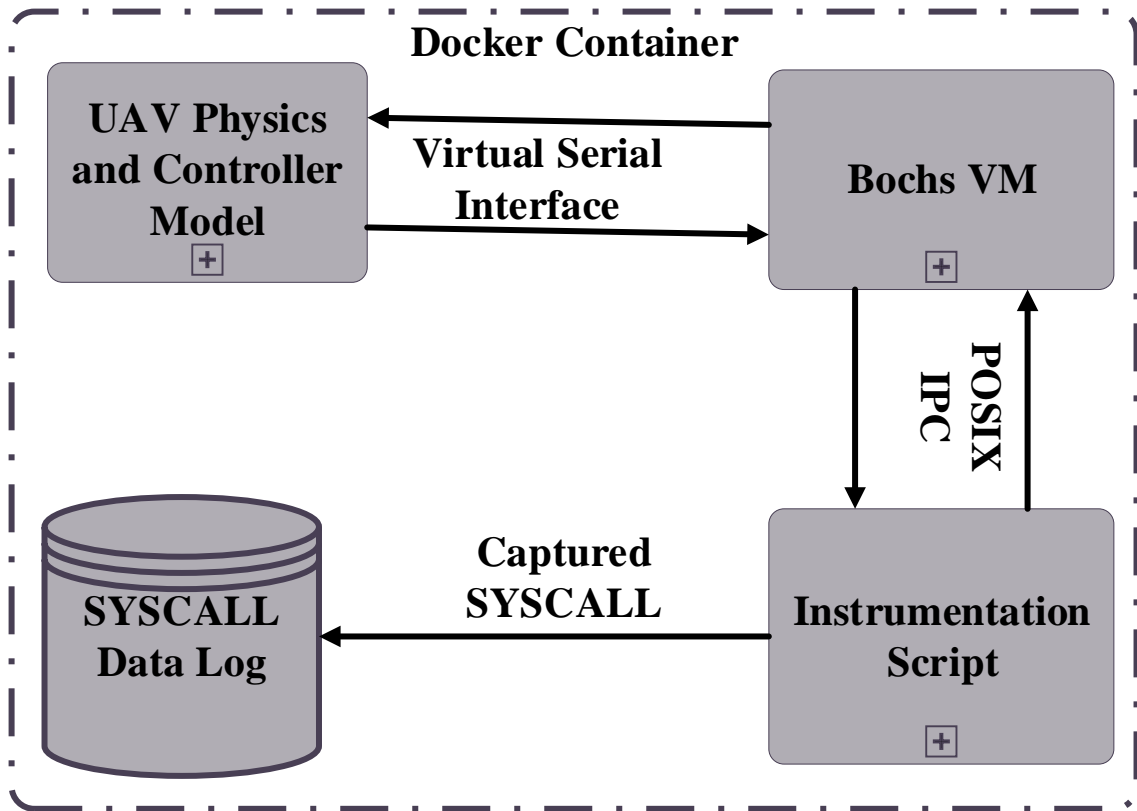 Docker Container
UAV Physics
and Controller
Model
Virtual Serial
Interface
Bochs VM
POSIX
IPC
Captured
SYSCALL
SYSCALL
Data Log
Instrumentation
Script